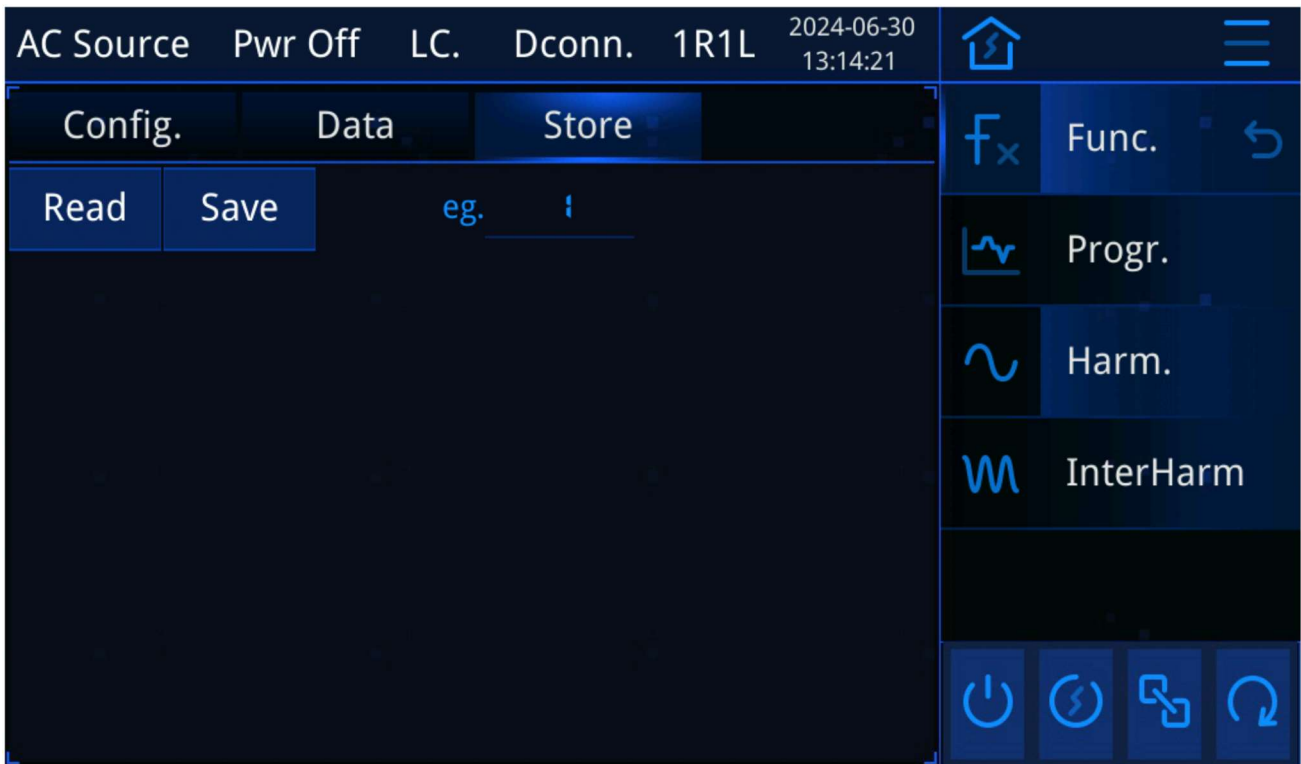 AC Source Pwr Off LC. Dconn. 1R1L 2024-06-30
13:14:21
Config. Data Store
Read Save eg. 1
Func.
Progr.
Harm.
InterHarm